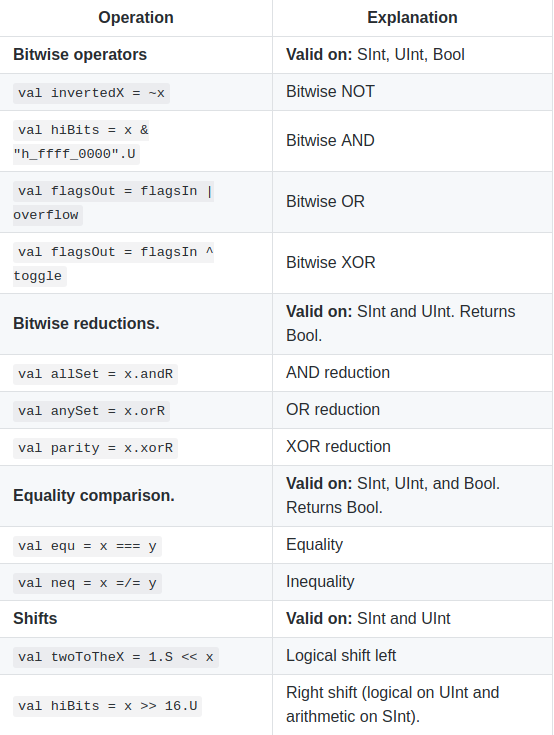 Operation Explanation
Bitwise operators Valid on: SInt, UInt, Bool
val invertedX = ~x Bitwise NOT
val hiBits = x &
"h_ffff_0000".U
Bitwise AND
val flagsOut = flagsIn |
overflow
Bitwise OR
val flagsOut = flagsIn ^
toggle
Bitwise XOR
Bitwise reductions.
Valid on: SInt and UInt. Returns
Bool.
val allSet = x.andR AND reduction
val anySet = x.orR OR reduction
val parity = x.xorR XOR reduction
Equality comparison.
Valid on: SInt, UInt, and Bool.
Returns Bool.
val equ = x === y Equality
val neq = x =/= y Inequality
Shifts Valid on: SInt and UInt
val twoToTheX = 1.S << x Logical shift left
val hiBits = x >> 16.U
Right shift (logical on UInt and
arithmetic on SInt).